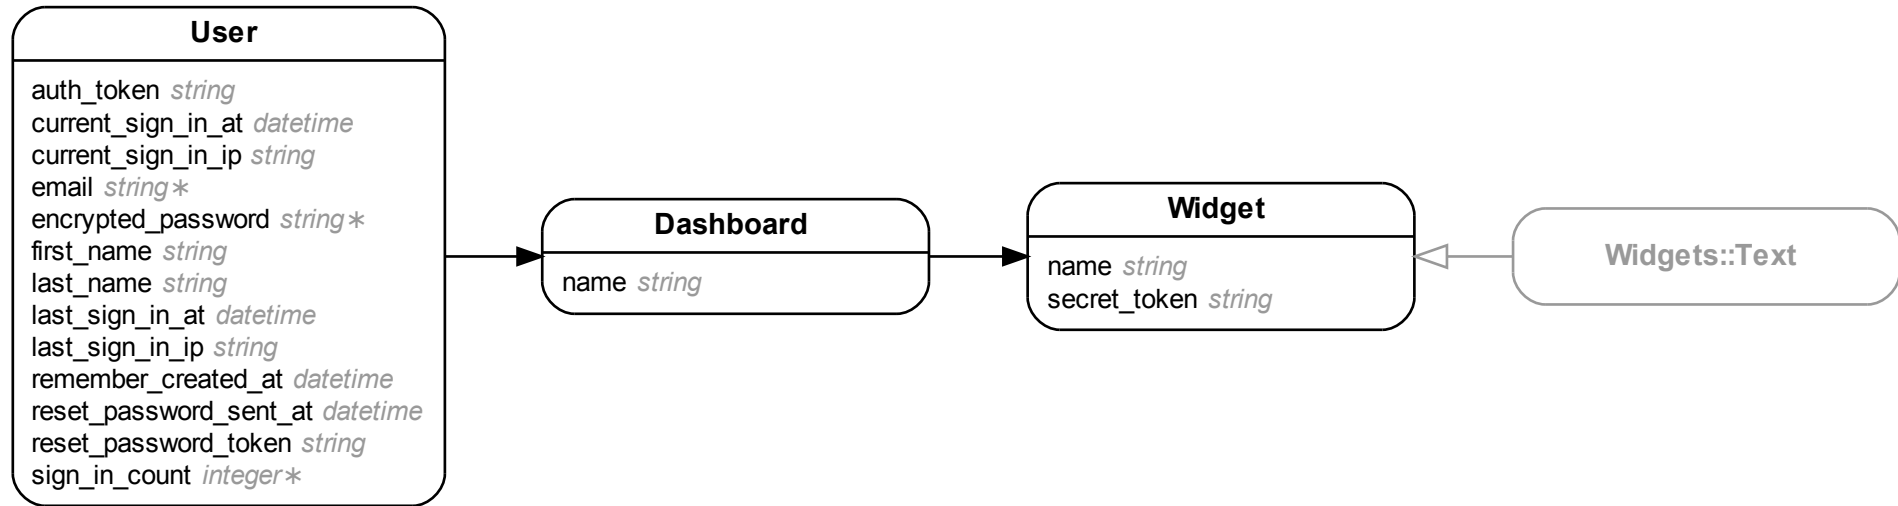 User
auth_token string
current_sign_in_at datetime
current_sign_in_ip string
email string∗
encrypted_password string∗
first_name string
last_name string
last_sign_in_at datetime
last_sign_in_ip string
remember_created_at datetime
reset_password_sent_at datetime
reset_password_token string
sign_in_count integer∗
Dashboard
name string
Widget
name string
secret_token string
Widgets::Text